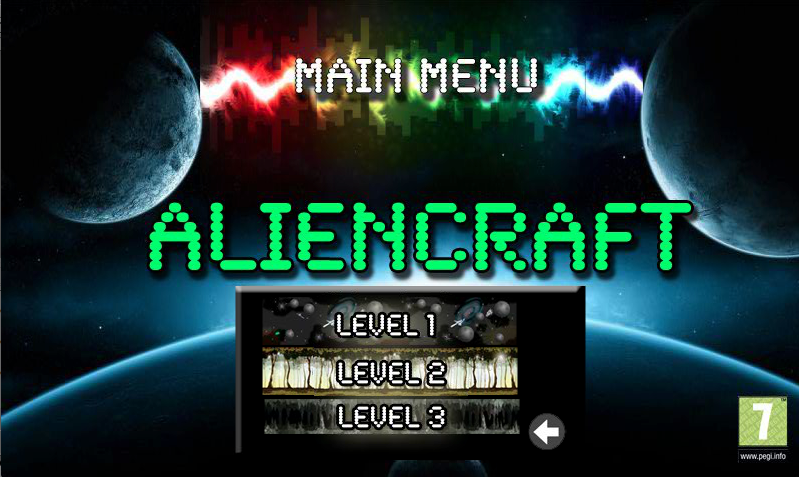 MAIN MENU
ALIENCRAFT
LEVEL 1
LEVEL 2
LEVEL 3
7
www.pegi.info